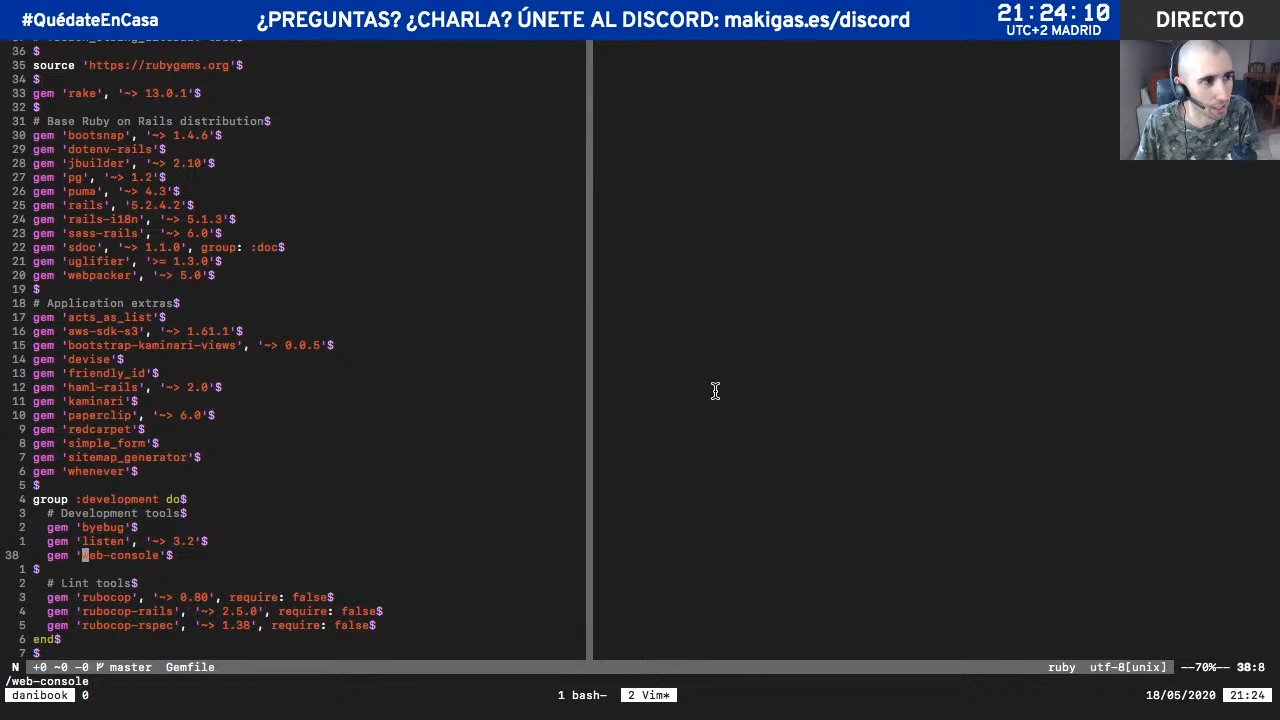 #QuédateEnCasa
¿PREGUNTAS? ¿CHARLA? ÚNETE AL DISCORD: makigas.es/discord
21:24:10
UTC+2 MADRID
DIRECTO
36 $
35 source 'https://rubygems.org'$
34 $
33 gem 'rake', '~> 13.0.1'$
32 $
31 # Base Ruby on Rails distribution$
30 gem 'bootsnap', '~> 1.4.6'$
29 gem 'dotenv-rails'$
28 gem 'jbuilder', '~> 2.10'$
27 gem 'pg', '~> 1.2'$
26 gem 'puma', '~> 4.3'$
25 gem 'rails', '5.2.4.2'$
24 gem 'rails-i18n', '~> 5.1.3'$
23 gem 'sass-rails', '~> 6.0'$
22 gem 'sdoc', '~> 1.1.0', group: :doc$
21 gem 'uglifier', '>= 1.3.0'$
20 gem 'webpacker', '~> 5.0'$
19 $
18 # Application extras$
17 gem 'acts_as_list'$
16 gem 'aws-sdk-s3', '~> 1.61.1'$
15 gem 'bootstrap-kaminari-views', '~> 0.0.5'$
14 gem 'devise'$
13 gem 'friendly_id'$
12 gem 'haml-rails', '~> 2.0'$
11 gem 'kaminari'$
10 gem 'paperclip', '~> 6.0'$
9 gem 'redcarpet'$
8 gem 'simple_form'$
7 gem 'sitemap_generator'$
6 gem 'whenever'$
5 $
4 group :development do$
3 # Development tools$
2 gem 'byebug'$
1 gem 'listen', '~> 3.2'$
38 gem 'web-console'$
1 $
2 # Lint tools$
3 gem 'rubocop', '~> 0.80', require: false$
4 gem 'rubocop-rails', '~> 2.5.0', require: false$
5 gem 'rubocop-rspec', '~> 1.38', require: false$
6 end$
7 $
N +0 ~0 -0 master Gemfile ruby utf-8[unix] --70%-- 38:8
/web-console
danibook 0 1 bash- 2 Vim* 18/05/2020 21:24